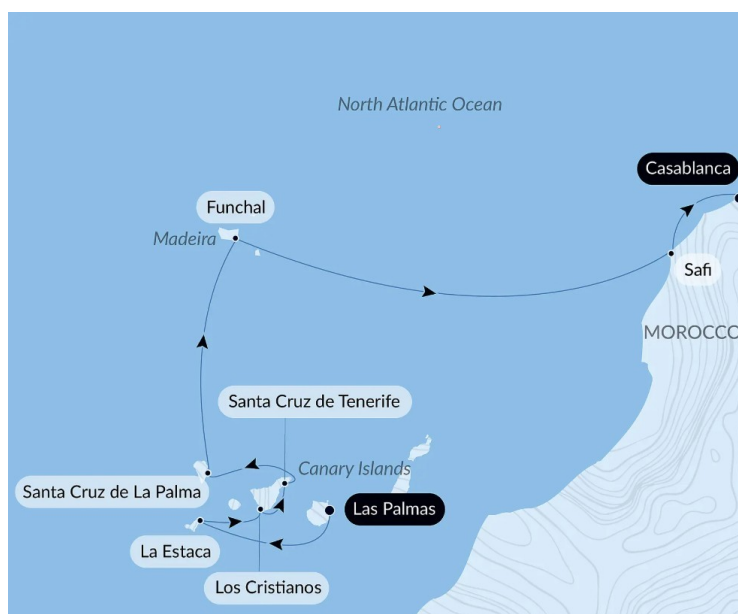 North Atlantic Ocean
Casablanca
Funchal
Madeira
Safi
MOROCCO
Santa Cruz de Tenerife
Canary Islands
Santa Cruz de La Palma
Las Palmas
La Estaca
Los Cristianos